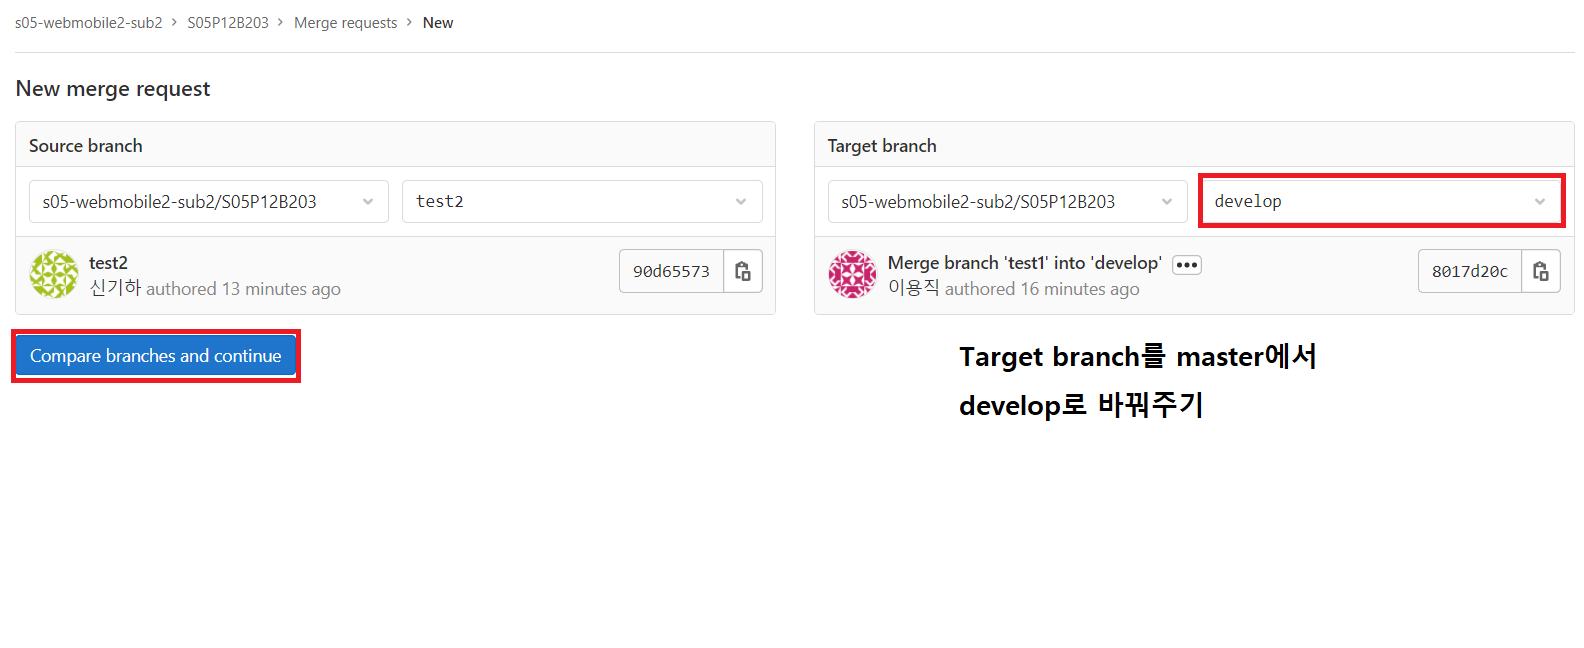 s05-webmobile2-sub2 > S05P12B203 > Merge requests > New
New merge request
Source branch
s05-webmobile2-sub2/S05P12B203
test2
test2
신기하 authored 13 minutes ago
90d65573
Compare branches and continue
Target branch
s05-webmobile2-sub2/S05P12B203
develop
Merge branch 'test1' into 'develop' •••
이용직 authored 16 minutes ago
8017d20c
Target branch를 master에서
develop로 바꿔주기